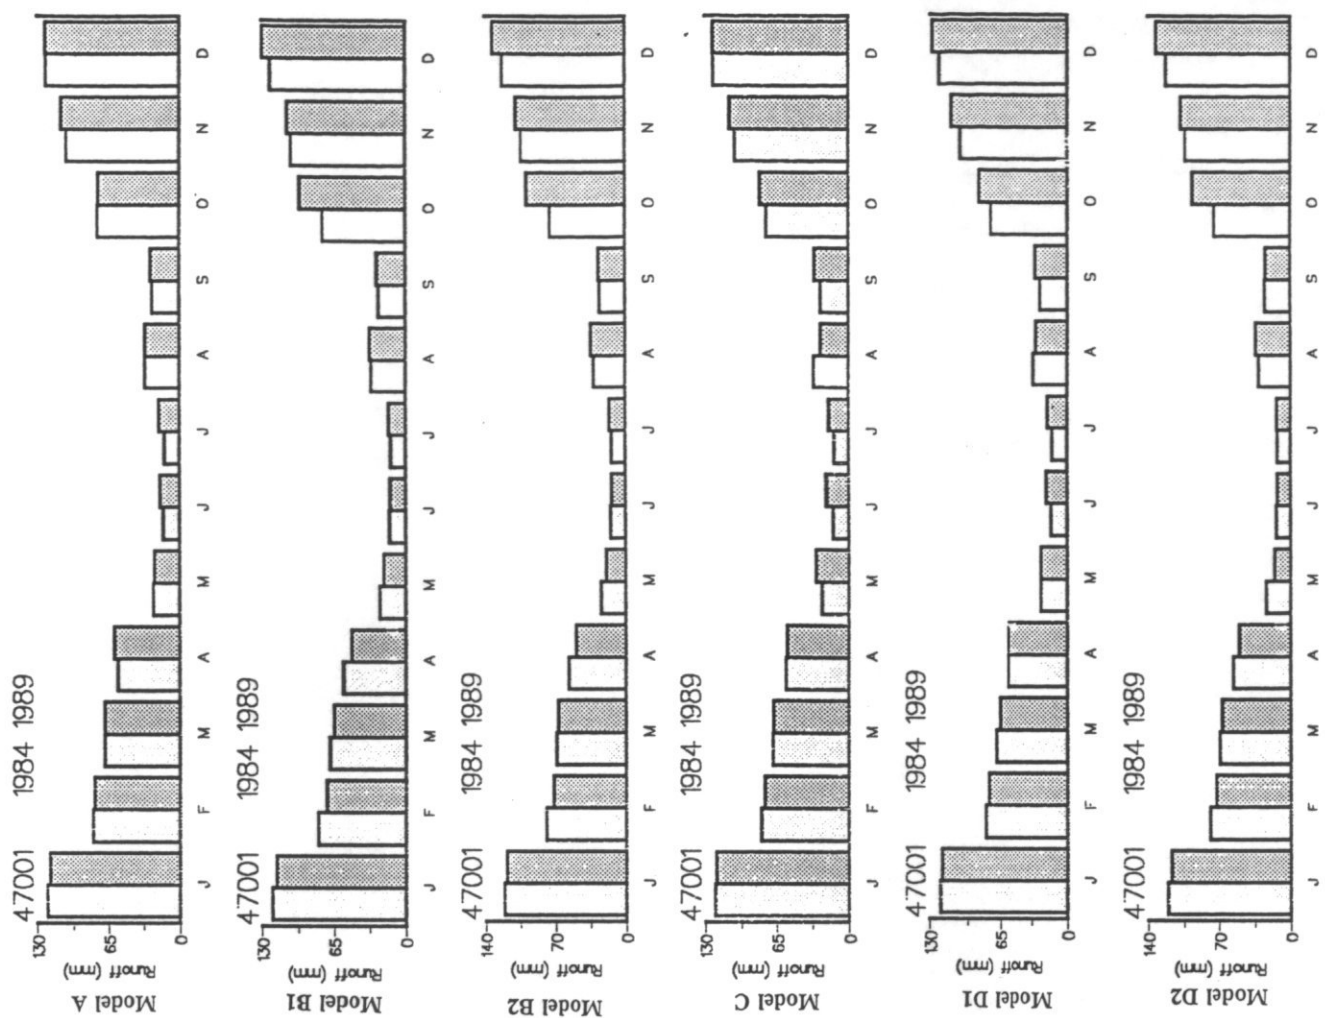 Model A
Runoff (mm)
130
65
0
47001 1984 1989
J F M A M J J A S O N D
Model B1
Runoff (mm)
130
65
0
47001 1984 1989
J F M A M J J A S O N D
Model B2
Runoff (mm)
140
70
0
47001 1984 1989
J F M A M J J A S O N D
Model C
Runoff (mm)
130
65
0
47001 1984 1989
J F M A M J J A S O N D
Model D1
Runoff (mm)
130
65
0
47001 1984 1989
J F M A M J J A S O N D
Model D2
Runoff (mm)
140
70
0
47001 1984 1989
J F M A M J J A S O N D